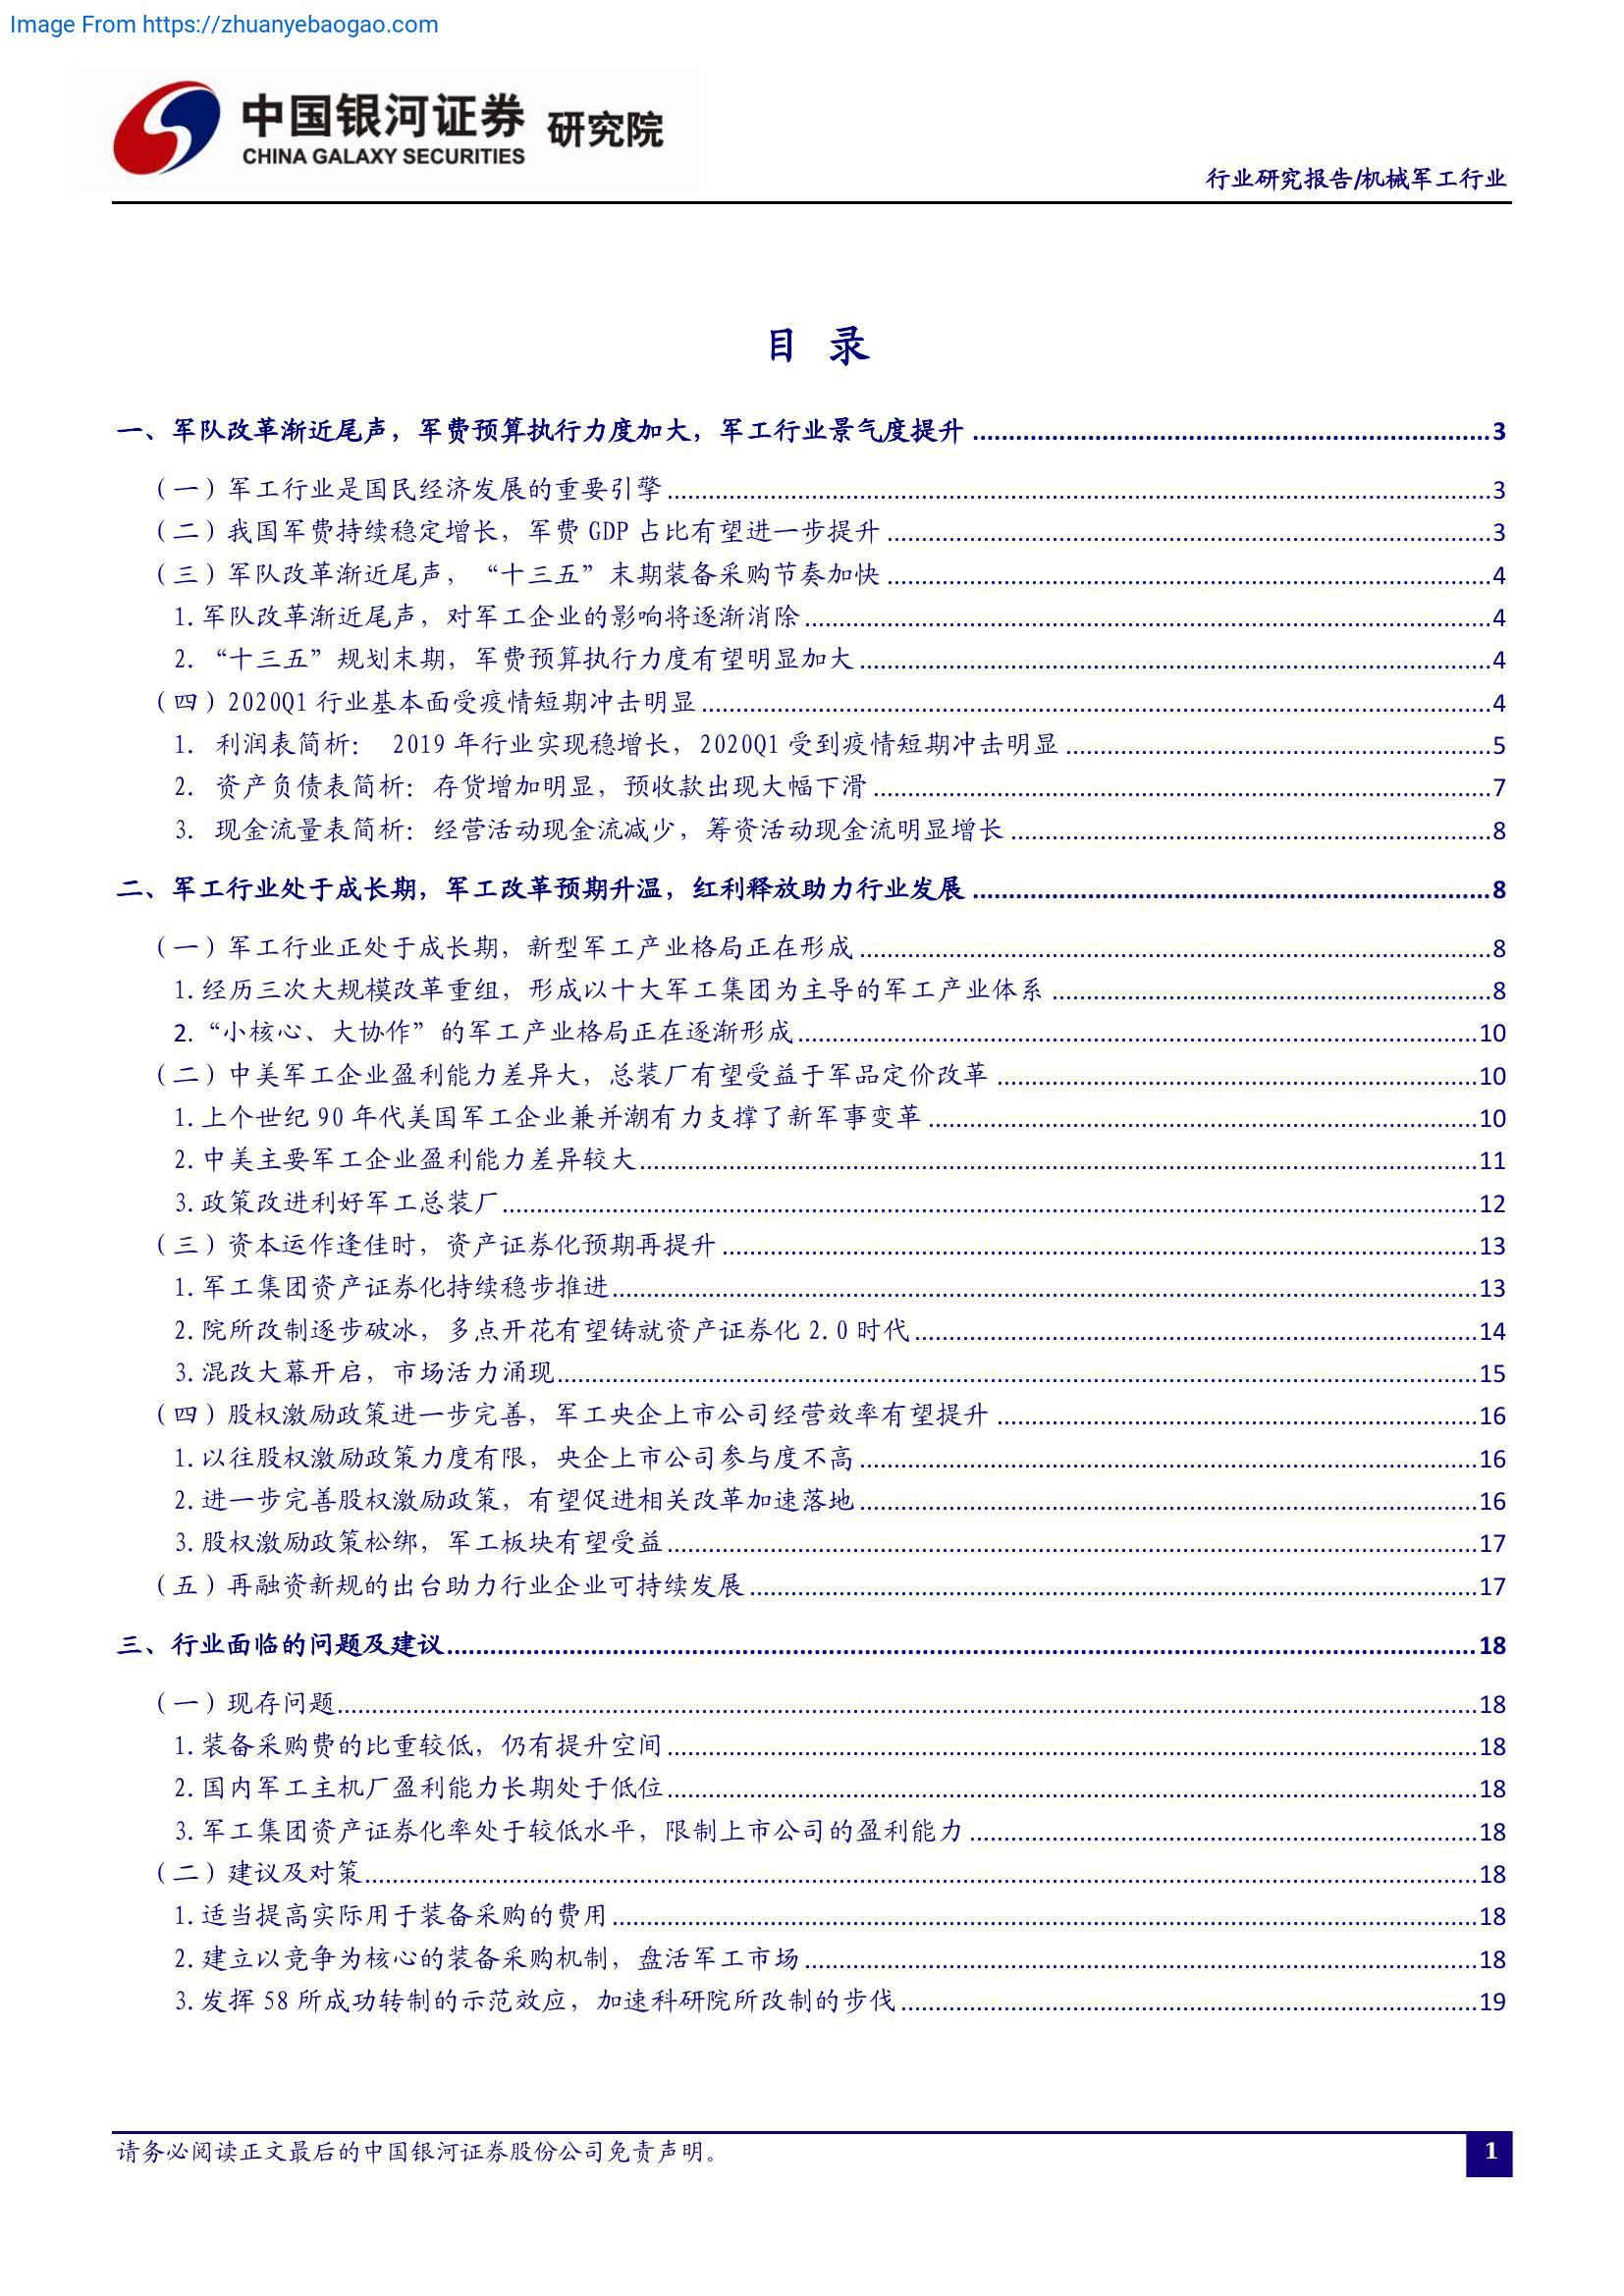 Image From https://zhuanyebaogao.com
中国银河证券 研究院
CHINA GALAXY SECURITIES
行业研究报告/机械军工行业
目 录
一、军队改革渐近尾声，军费预算执行力度加大，军工行业景气度提升 ........ 3
（一）军工行业是国民经济发展的重要引擎 ........ 3
（二）我国军费持续稳定增长，军费 GDP 占比有望进一步提升 ........ 3
（三）军队改革渐近尾声，“十三五”末期装备采购节奏加快 ........ 4
1.军队改革渐近尾声，对军工企业的影响将逐渐消除 ........ 4
2.“十三五”规划末期，军费预算执行力度有望明显加大 ........ 4
（四）2020Q1 行业基本面受疫情短期冲击明显 ........ 4
1. 利润表简析： 2019 年行业实现稳增长，2020Q1 受到疫情短期冲击明显 ........ 5
2. 资产负债表简析：存货增加明显，预收款出现大幅下滑 ........ 7
3. 现金流量表简析：经营活动现金流减少，筹资活动现金流明显增长 ........ 8
二、军工行业处于成长期，军工改革预期升温，红利释放助力行业发展 ........ 8
（一）军工行业正处于成长期，新型军工产业格局正在形成 ........ 8
1.经历三次大规模改革重组，形成以十大军工集团为主导的军工产业体系 ........ 8
2.“小核心、大协作”的军工产业格局正在逐渐形成 ........ 10
（二）中美军工企业盈利能力差异大，总装厂有望受益于军品定价改革 ........ 10
1.上个世纪 90 年代美国军工企业兼并潮有力支撑了新军事变革 ........ 10
2.中美主要军工企业盈利能力差异较大 ........ 11
3.政策改进利好军工总装厂 ........ 12
（三）资本运作逢佳时，资产证券化预期再提升 ........ 13
1.军工集团资产证券化持续稳步推进 ........ 13
2.院所改制逐步破冰，多点开花有望铸就资产证券化 2.0 时代 ........ 14
3.混改大幕开启，市场活力涌现 ........ 15
（四）股权激励政策进一步完善，军工央企上市公司经营效率有望提升 ........ 16
1.以往股权激励政策力度有限，央企上市公司参与度不高 ........ 16
2.进一步完善股权激励政策，有望促进相关改革加速落地 ........ 16
3.股权激励政策松绑，军工板块有望受益 ........ 17
（五）再融资新规的出台助力行业企业可持续发展 ........ 17
三、行业面临的问题及建议 ........ 18
（一）现存问题 ........ 18
1.装备采购费的比重较低，仍有提升空间 ........ 18
2.国内军工主机厂盈利能力长期处于低位 ........ 18
3.军工集团资产证券化率处于较低水平，限制上市公司的盈利能力 ........ 18
（二）建议及对策 ........ 18
1.适当提高实际用于装备采购的费用 ........ 18
2.建立以竞争为核心的装备采购机制，盘活军工市场 ........ 18
3.发挥 58 所成功转制的示范效应，加速科研院所改制的步伐 ........ 19
请务必阅读正文最后的中国银河证券股份公司免责声明。
1